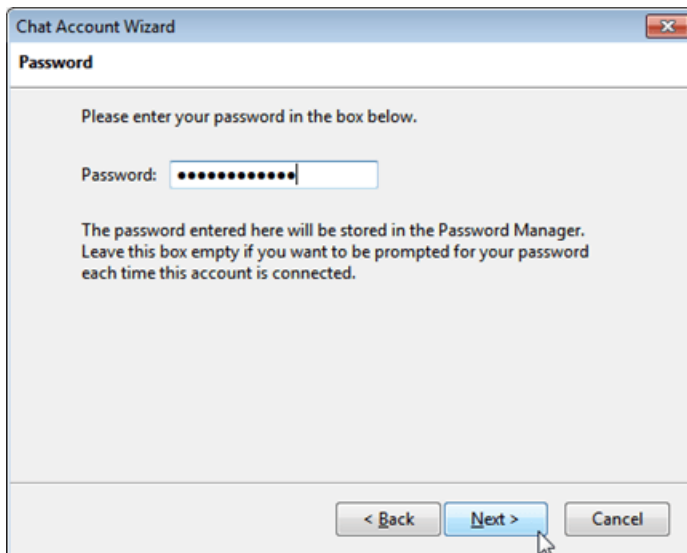 Chat Account Wizard
Password
Please enter your password in the box below.
Password: ••••••••••••
The password entered here will be stored in the Password Manager.
Leave this box empty if you want to be prompted for your password
each time this account is connected.
< Back Next > Cancel